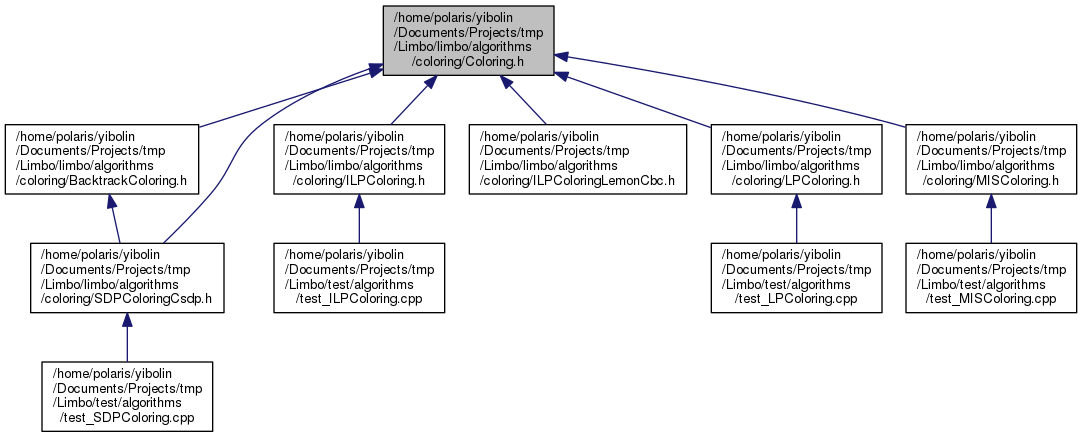 /home/polaris/yibolin
/Documents/Projects/tmp
/Limbo/limbo/algorithms
/coloring/Coloring.h
/home/polaris/yibolin
/Documents/Projects/tmp
/Limbo/limbo/algorithms
/coloring/BacktrackColoring.h
/home/polaris/yibolin
/Documents/Projects/tmp
/Limbo/limbo/algorithms
/coloring/ILPColoring.h
/home/polaris/yibolin
/Documents/Projects/tmp
/Limbo/limbo/algorithms
/coloring/ILPColoringLemonCbc.h
/home/polaris/yibolin
/Documents/Projects/tmp
/Limbo/limbo/algorithms
/coloring/LPColoring.h
/home/polaris/yibolin
/Documents/Projects/tmp
/Limbo/limbo/algorithms
/coloring/MISColoring.h
/home/polaris/yibolin
/Documents/Projects/tmp
/Limbo/limbo/algorithms
/coloring/SDPColoringCsdp.h
/home/polaris/yibolin
/Documents/Projects/tmp
/Limbo/test/algorithms
/test_ILPColoring.cpp
/home/polaris/yibolin
/Documents/Projects/tmp
/Limbo/test/algorithms
/test_LPColoring.cpp
/home/polaris/yibolin
/Documents/Projects/tmp
/Limbo/test/algorithms
/test_MISColoring.cpp
/home/polaris/yibolin
/Documents/Projects/tmp
/Limbo/test/algorithms
/test_SDPColoring.cpp